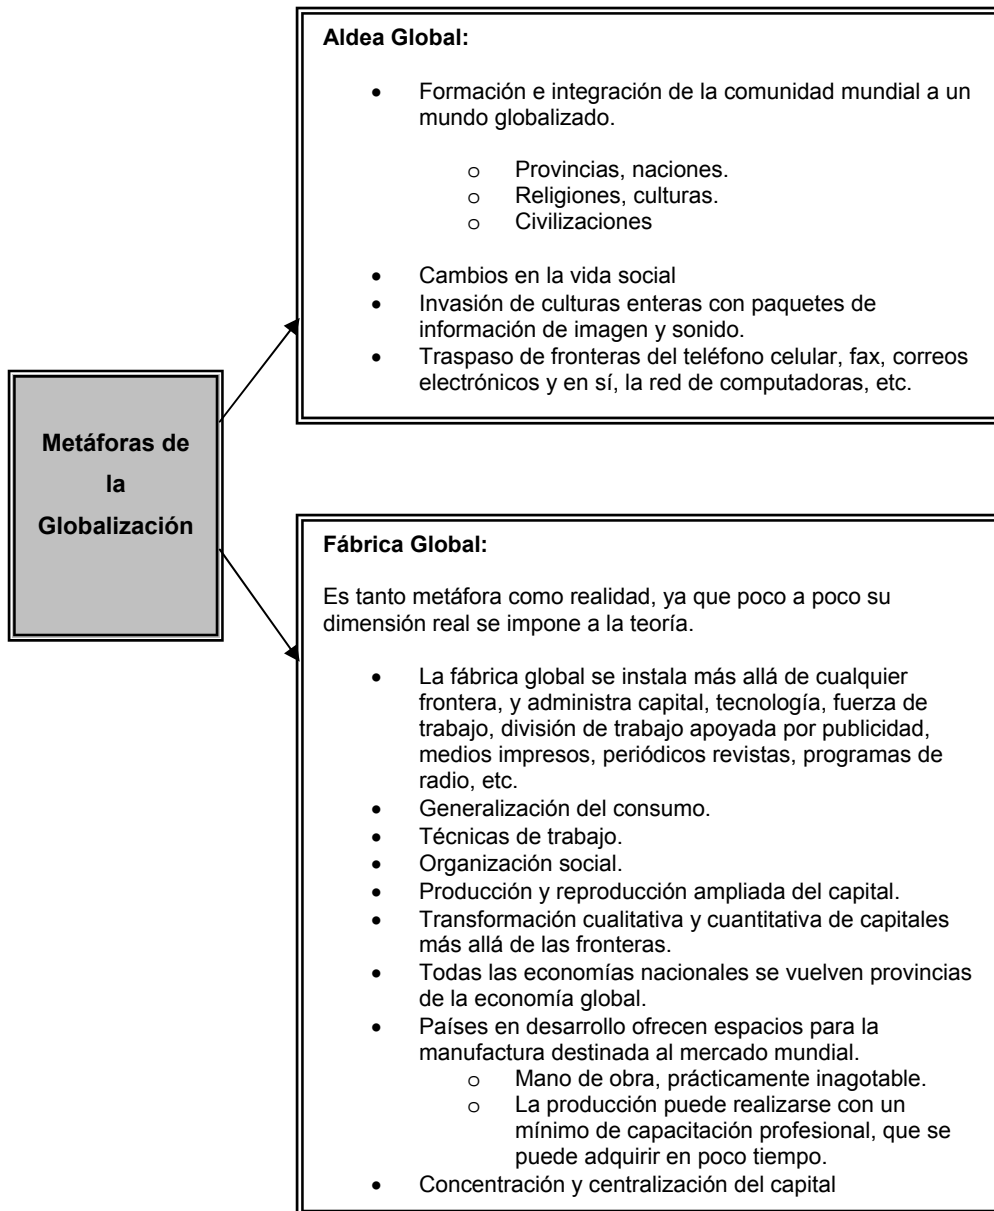 Aldea Global:
• Formación e integración de la comunidad mundial a un
mundo globalizado.
o Provincias, naciones.
o Religiones, culturas.
o Civilizaciones
• Cambios en la vida social
• Invasión de culturas enteras con paquetes de
información de imagen y sonido.
• Traspaso de fronteras del teléfono celular, fax, correos
electrónicos y en sí, la red de computadoras, etc.
Metáforas de
la
Globalización
Fábrica Global:
Es tanto metáfora como realidad, ya que poco a poco su
dimensión real se impone a la teoría.
• La fábrica global se instala más allá de cualquier
frontera, y administra capital, tecnología, fuerza de
trabajo, división de trabajo apoyada por publicidad,
medios impresos, periódicos revistas, programas de
radio, etc.
• Generalización del consumo.
• Técnicas de trabajo.
• Organización social.
• Producción y reproducción ampliada del capital.
• Transformación cualitativa y cuantitativa de capitales
más allá de las fronteras.
• Todas las economías nacionales se vuelven provincias
de la economía global.
• Países en desarrollo ofrecen espacios para la
manufactura destinada al mercado mundial.
o Mano de obra, prácticamente inagotable.
o La producción puede realizarse con un
mínimo de capacitación profesional, que se
puede adquirir en poco tiempo.
• Concentración y centralización del capital